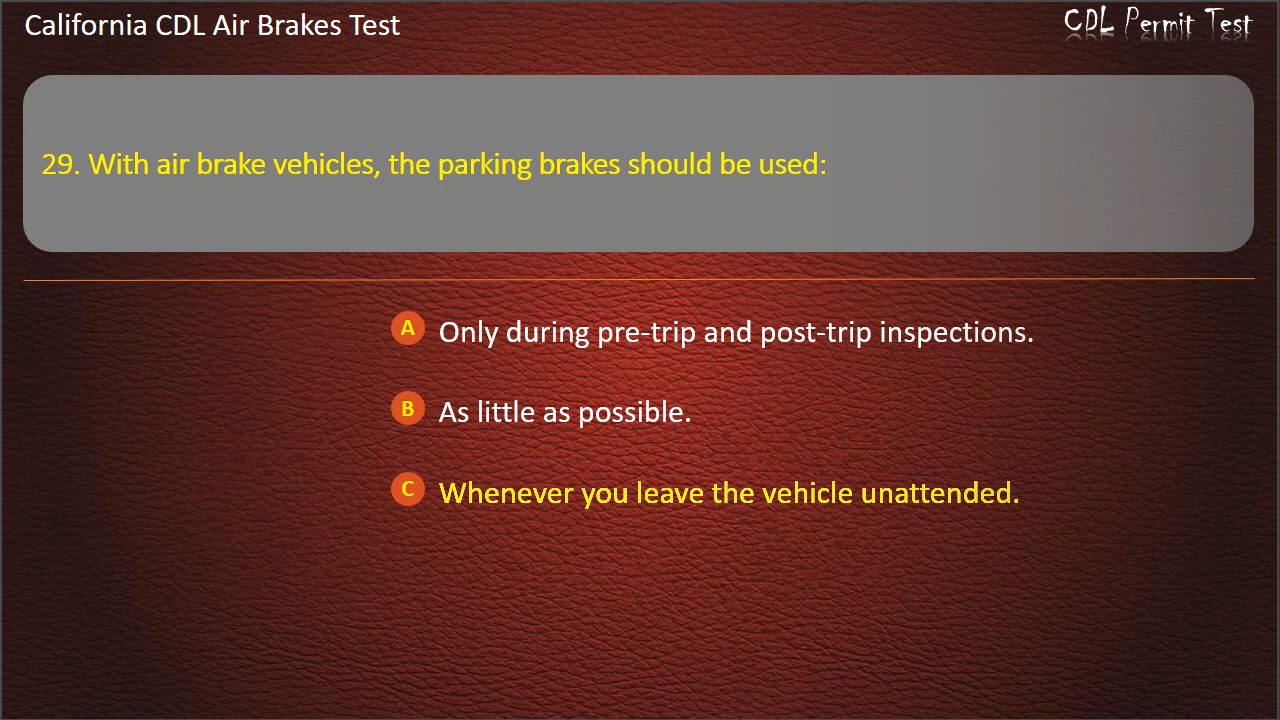 California CDL Air Brakes Test
CDL Permit Test
29. With air brake vehicles, the parking brakes should be used:
A Only during pre-trip and post-trip inspections.
B As little as possible.
C Whenever you leave the vehicle unattended.